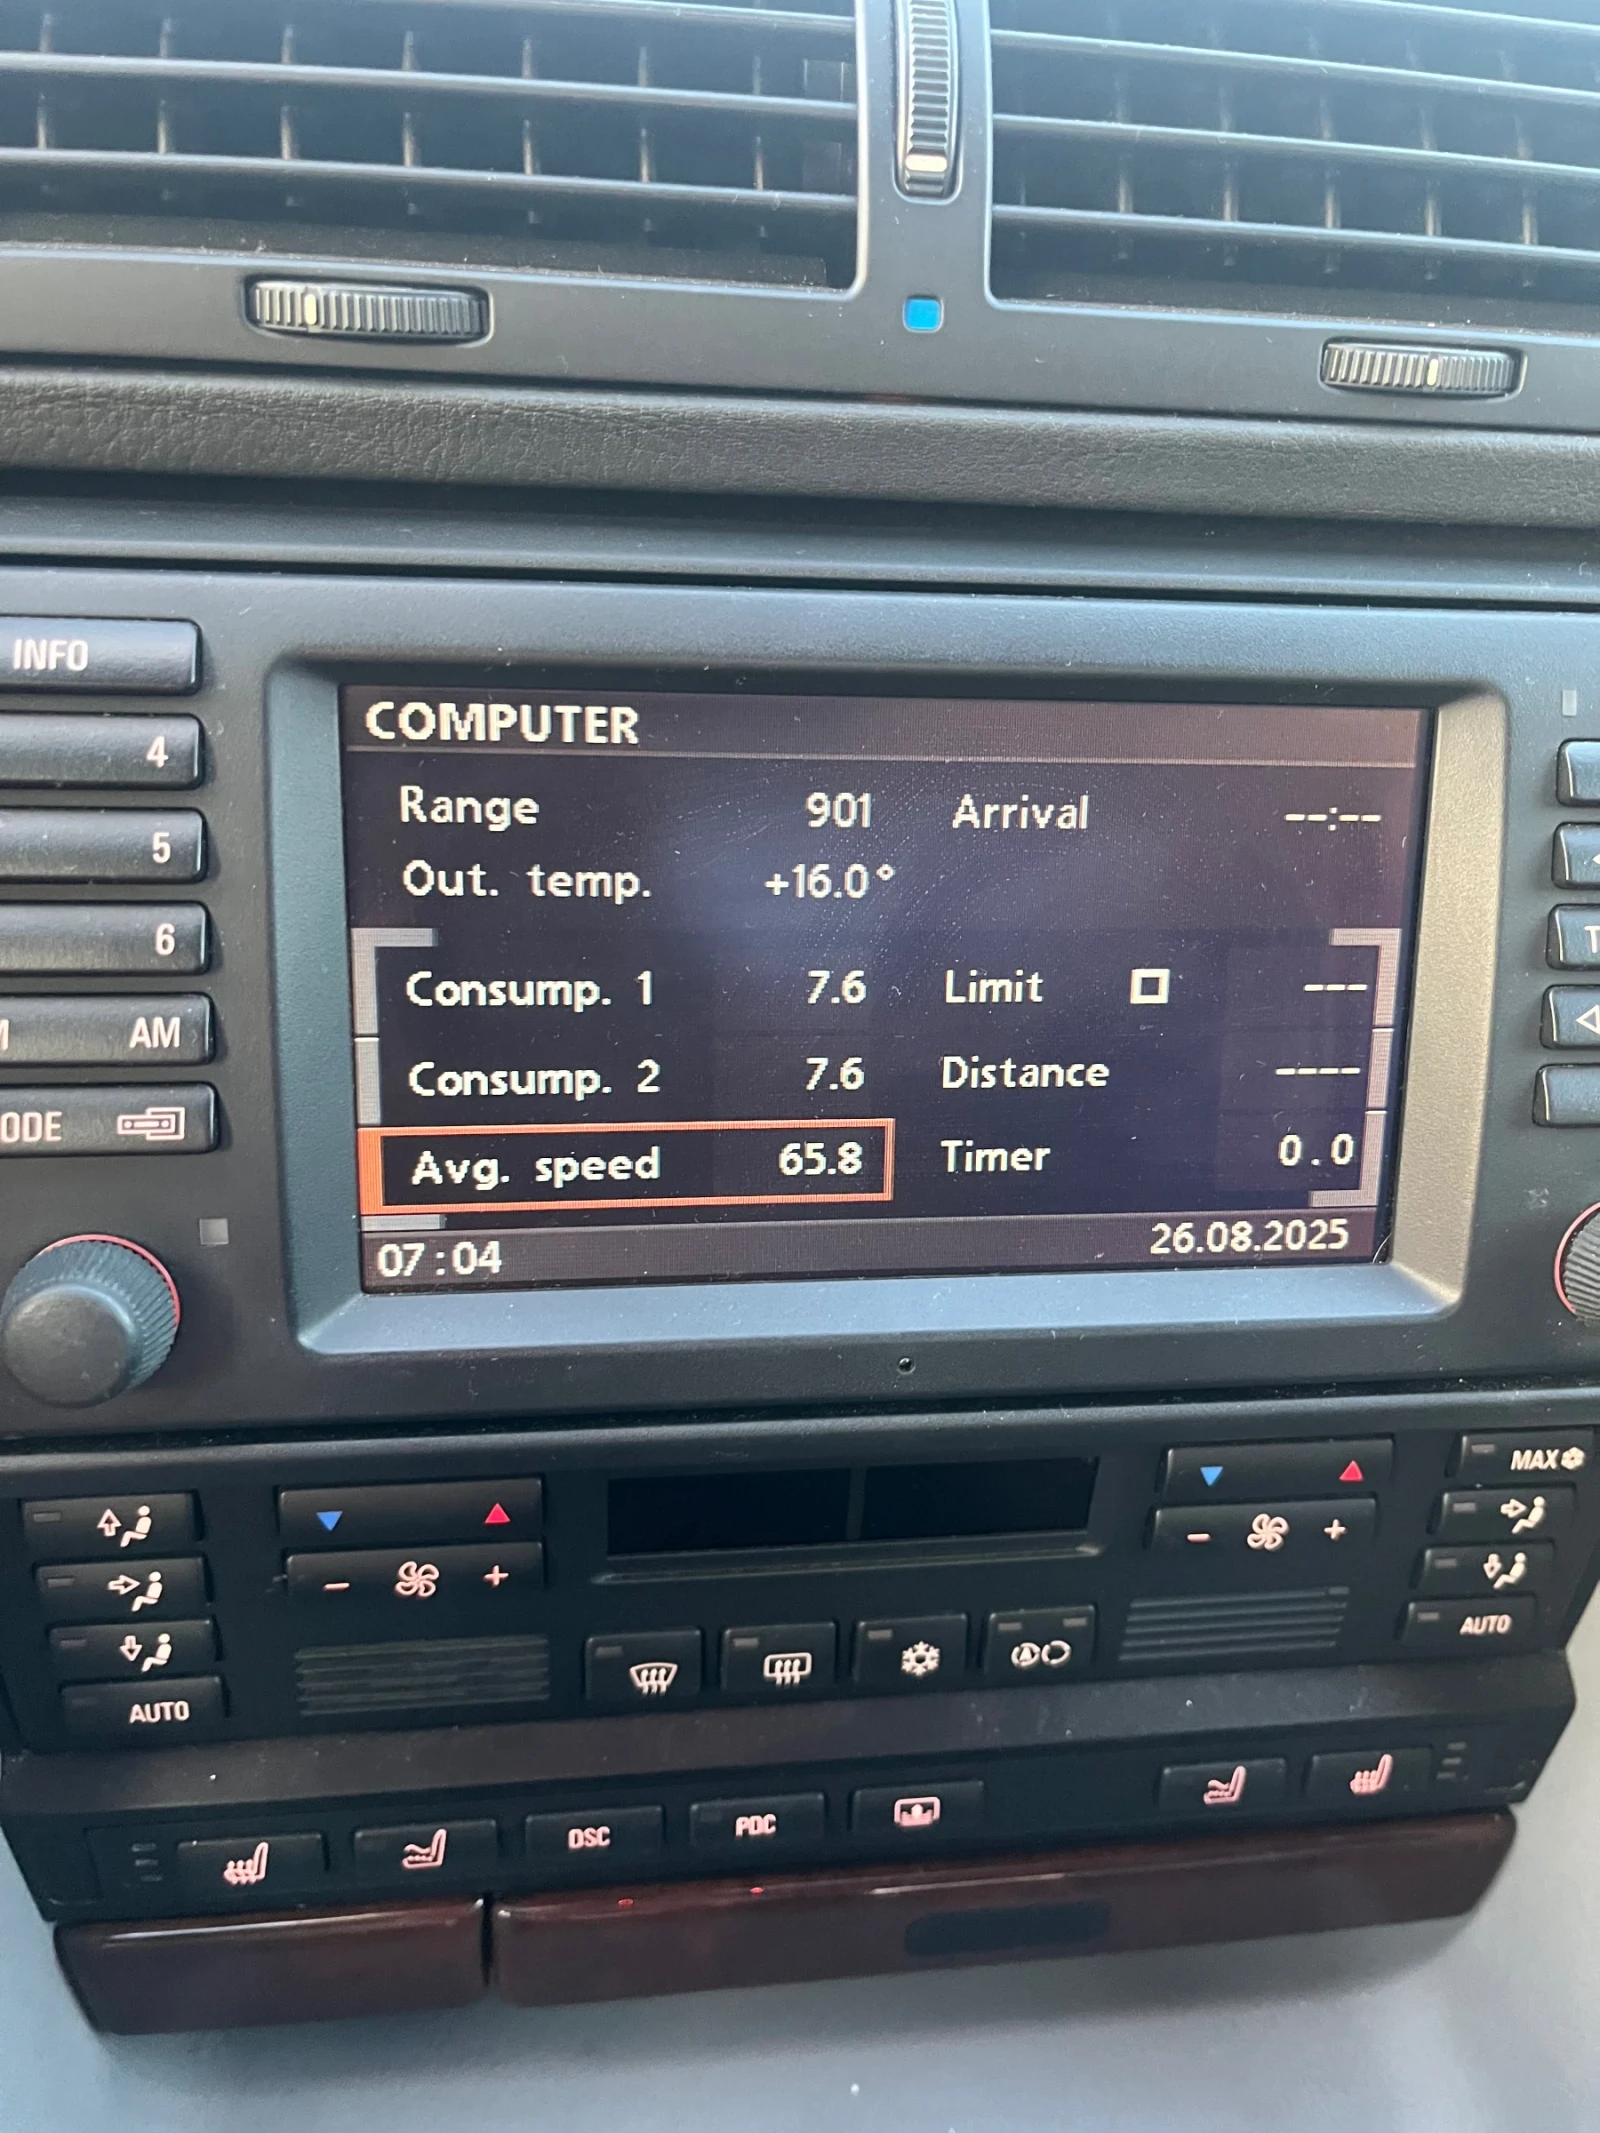 INFO
4
5
6
AM
ODE
COMPUTER
Range 901 Arrival --:--
Out. temp. +16.0°
Consump. 1 7.6 Limit ---
Consump. 2 7.6 Distance ----
Avg. speed 65.8 Timer 0.0
07:04 26.08.2025
MAX
- + - +
AUTO
AUTO
DSC PDC